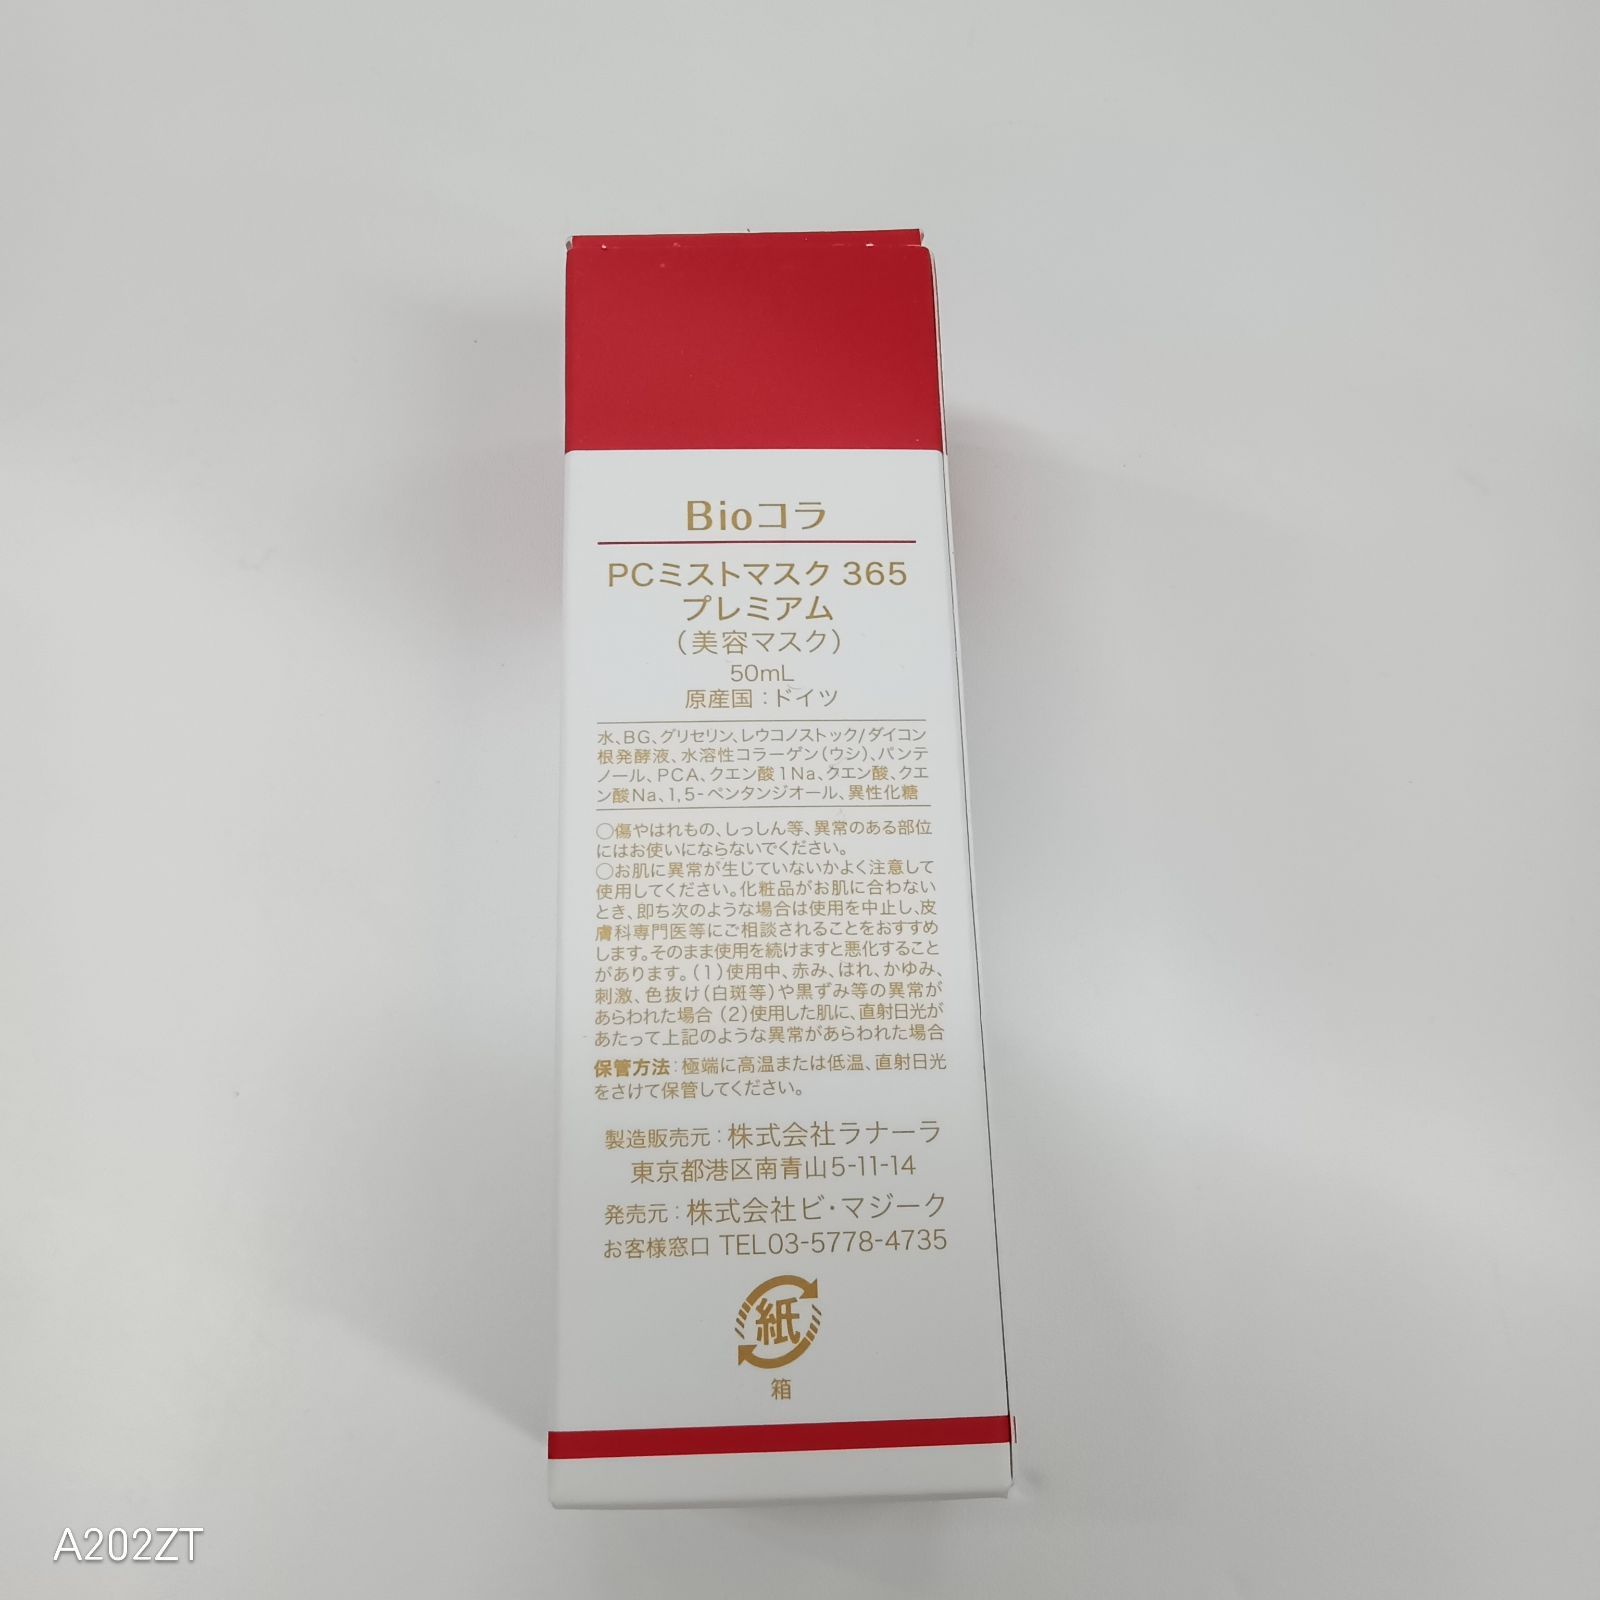 Bioコラ
PCミストマスク 365
プレミアム
（美容マスク）
50mL
原産国：ドイツ
水、BG、グリセリン、レウコノストック/ダイコン
根発酵液、水溶性コラーゲン（ウシ）、パンテ
ノール、PCA、クエン酸1Na、クエン酸、クエ
ン酸Na、1,5-ペンタンジオール、異性化糖
○傷やはれもの、しっしん等、異常のある部位
にはお使いにならないでください。
○お肌に異常が生じていないかよく注意して
使用してください。化粧品がお肌に合わない
とき、即ち次のような場合は使用を中止し、皮
膚科専門医等にご相談されることをおすすめ
します。そのまま使用を続けますと悪化すること
があります。（1）使用中、赤み、はれ、かゆみ、
刺激、色抜け（白斑等）や黒ずみ等の異常が
あらわれた場合（2）使用した肌に、直射日光が
あたって上記のような異常があらわれた場合
保管方法：極端に高温または低温、直射日光
をさけて保管してください。
製造販売元：株式会社ラナーラ
東京都港区南青山5-11-14
発売元：株式会社ビ・マジーク
お客様窓口 TEL03-5778-4735
紙
箱
A202ZT